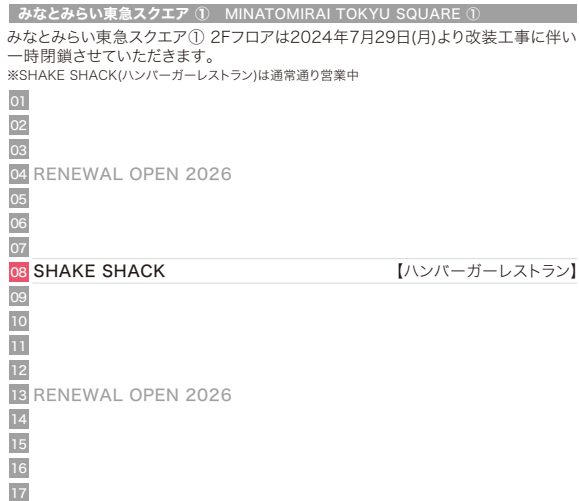 みなとみらい東急スクエア ① MINATOMIRAI TOKYU SQUARE ①
みなとみらい東急スクエア① 2Fフロアは2024年7月29日(月)より改装工事に伴い
一時閉鎖させていただきます。
※SHAKE SHACK(ハンバーガーレストラン)は通常通り営業中
01
02
03
04 RENEWAL OPEN 2026
05
06
07
08 SHAKE SHACK 【ハンバーガーレストラン】
09
10
11
12
13 RENEWAL OPEN 2026
14
15
16
17